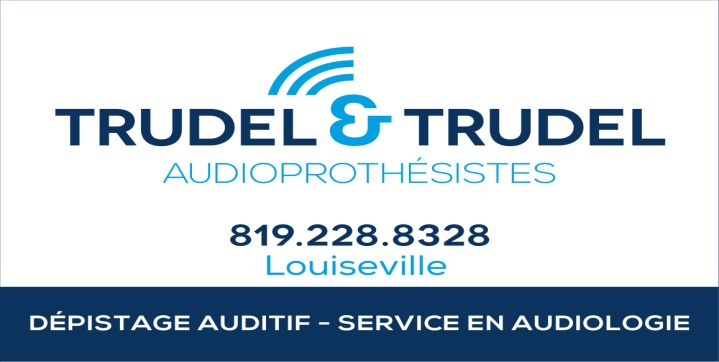 TRUDEL & TRUDEL
AUDIOPROTHÉSISTES
819.228.8328
Louiseville
DÉPISTAGE AUDITIF - SERVICE EN AUDIOLOGIE